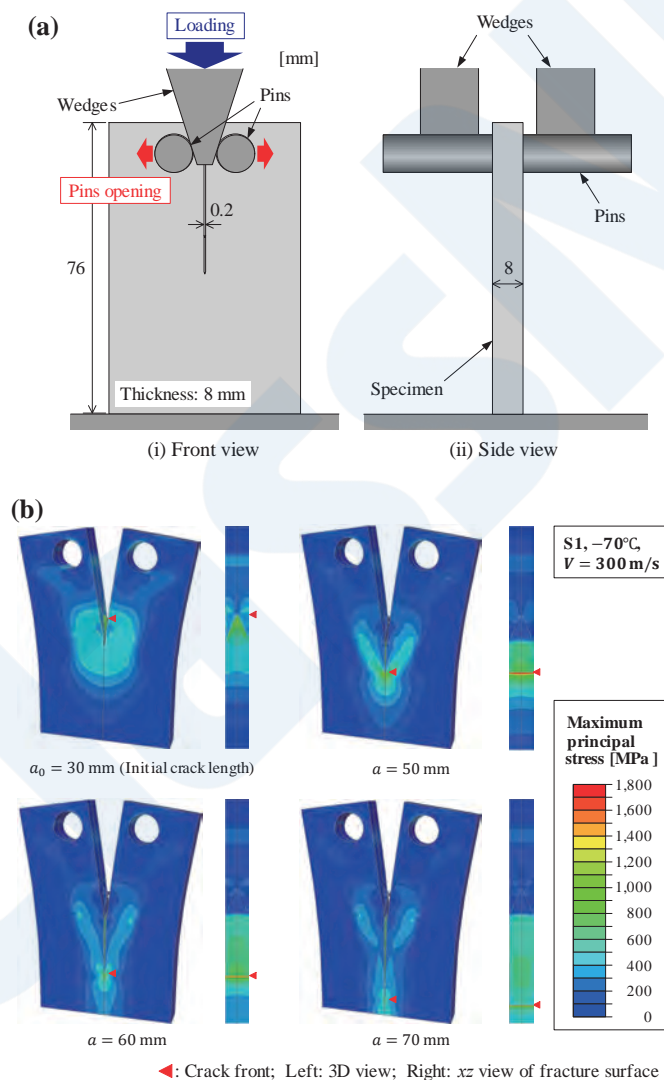 (a)
Loading
[mm]
Wedges
Pins
Pins opening
0.2
76
Thickness: 8 mm
(i) Front view
Wedges
Pins
8
Specimen
(ii) Side view
(b)
S1, −70℃,
V = 300 m/s
a₀ = 30 mm (Initial crack length)
a = 50 mm
Maximum
principal
stress [MPa]
1,800
1,600
1,400
1,200
1,000
800
600
400
200
0
a = 60 mm
a = 70 mm
◀: Crack front; Left: 3D view; Right: xz view of fracture surface